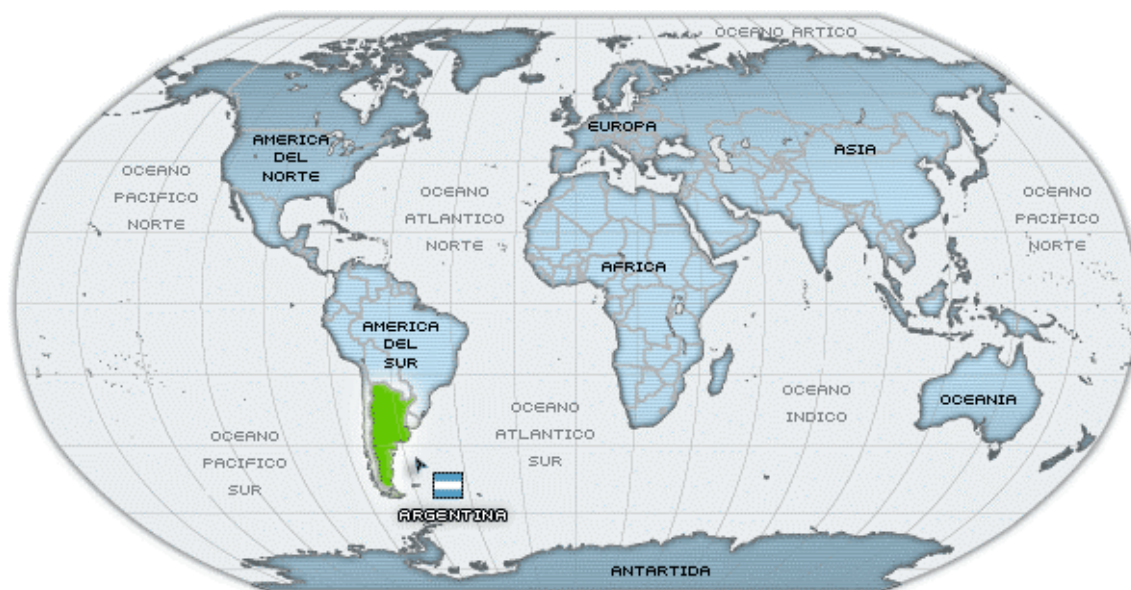 OCEANO ARTICO
EUROPA
AMERICA
DEL
NORTE
ASIA
OCEANO
PACIFICO
NORTE
OCEANO
ATLANTICO
NORTE
OCEANO
PACIFICO
NORTE
AFRICA
AMERICA
DEL
SUR
OCEANO
INDICO
OCEANIA
OCEANO
ATLANTICO
SUR
OCEANO
PACIFICO
SUR
ARGENTINA
ANTARTIDA